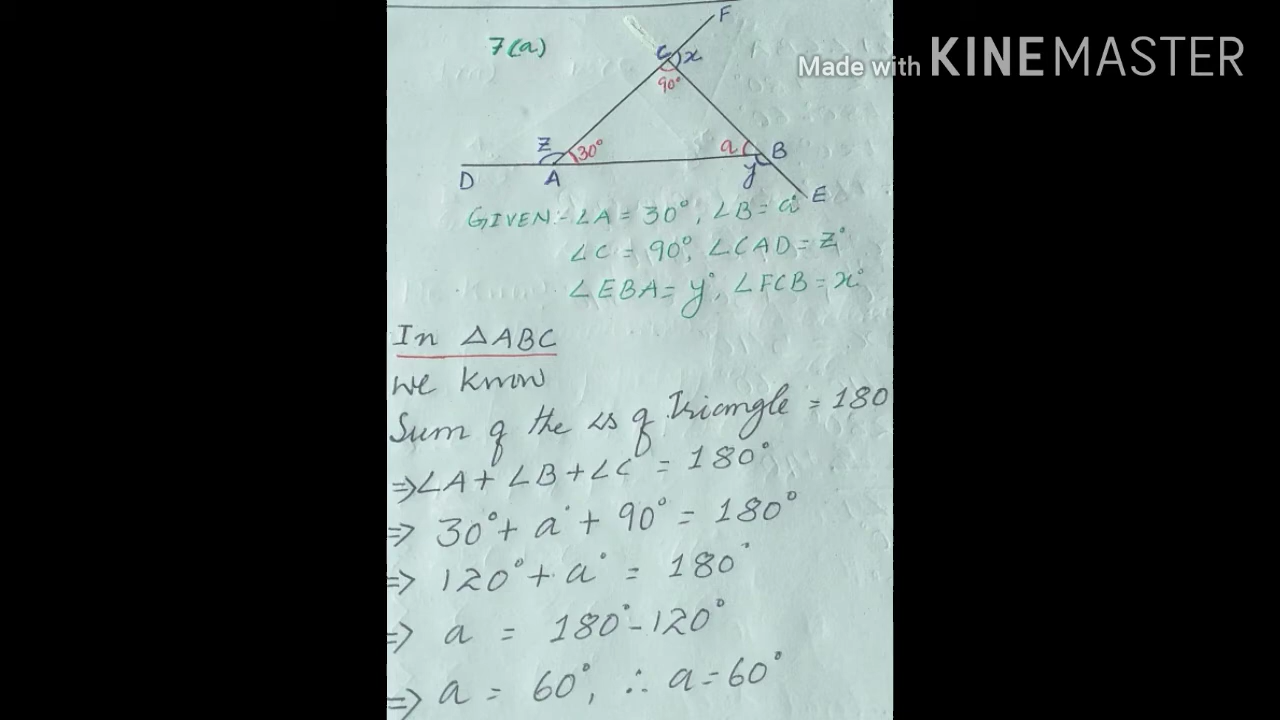 Made with KINEMASTER
7(a)
F
C x
90°
Z 30° a B
D A y E
GIVEN:- ∠A = 30°, ∠B = a°
∠C = 90°, ∠CAD = Z°
∠EBA = y°, ∠FCB = x°
In △ABC
We know
Sum of the ∠s of Triangle = 180
⇒ ∠A + ∠B + ∠C = 180°
⇒ 30° + a° + 90° = 180°
⇒ 120° + a° = 180°
⇒ a = 180° - 120°
⇒ a = 60°, ∴ a = 60°